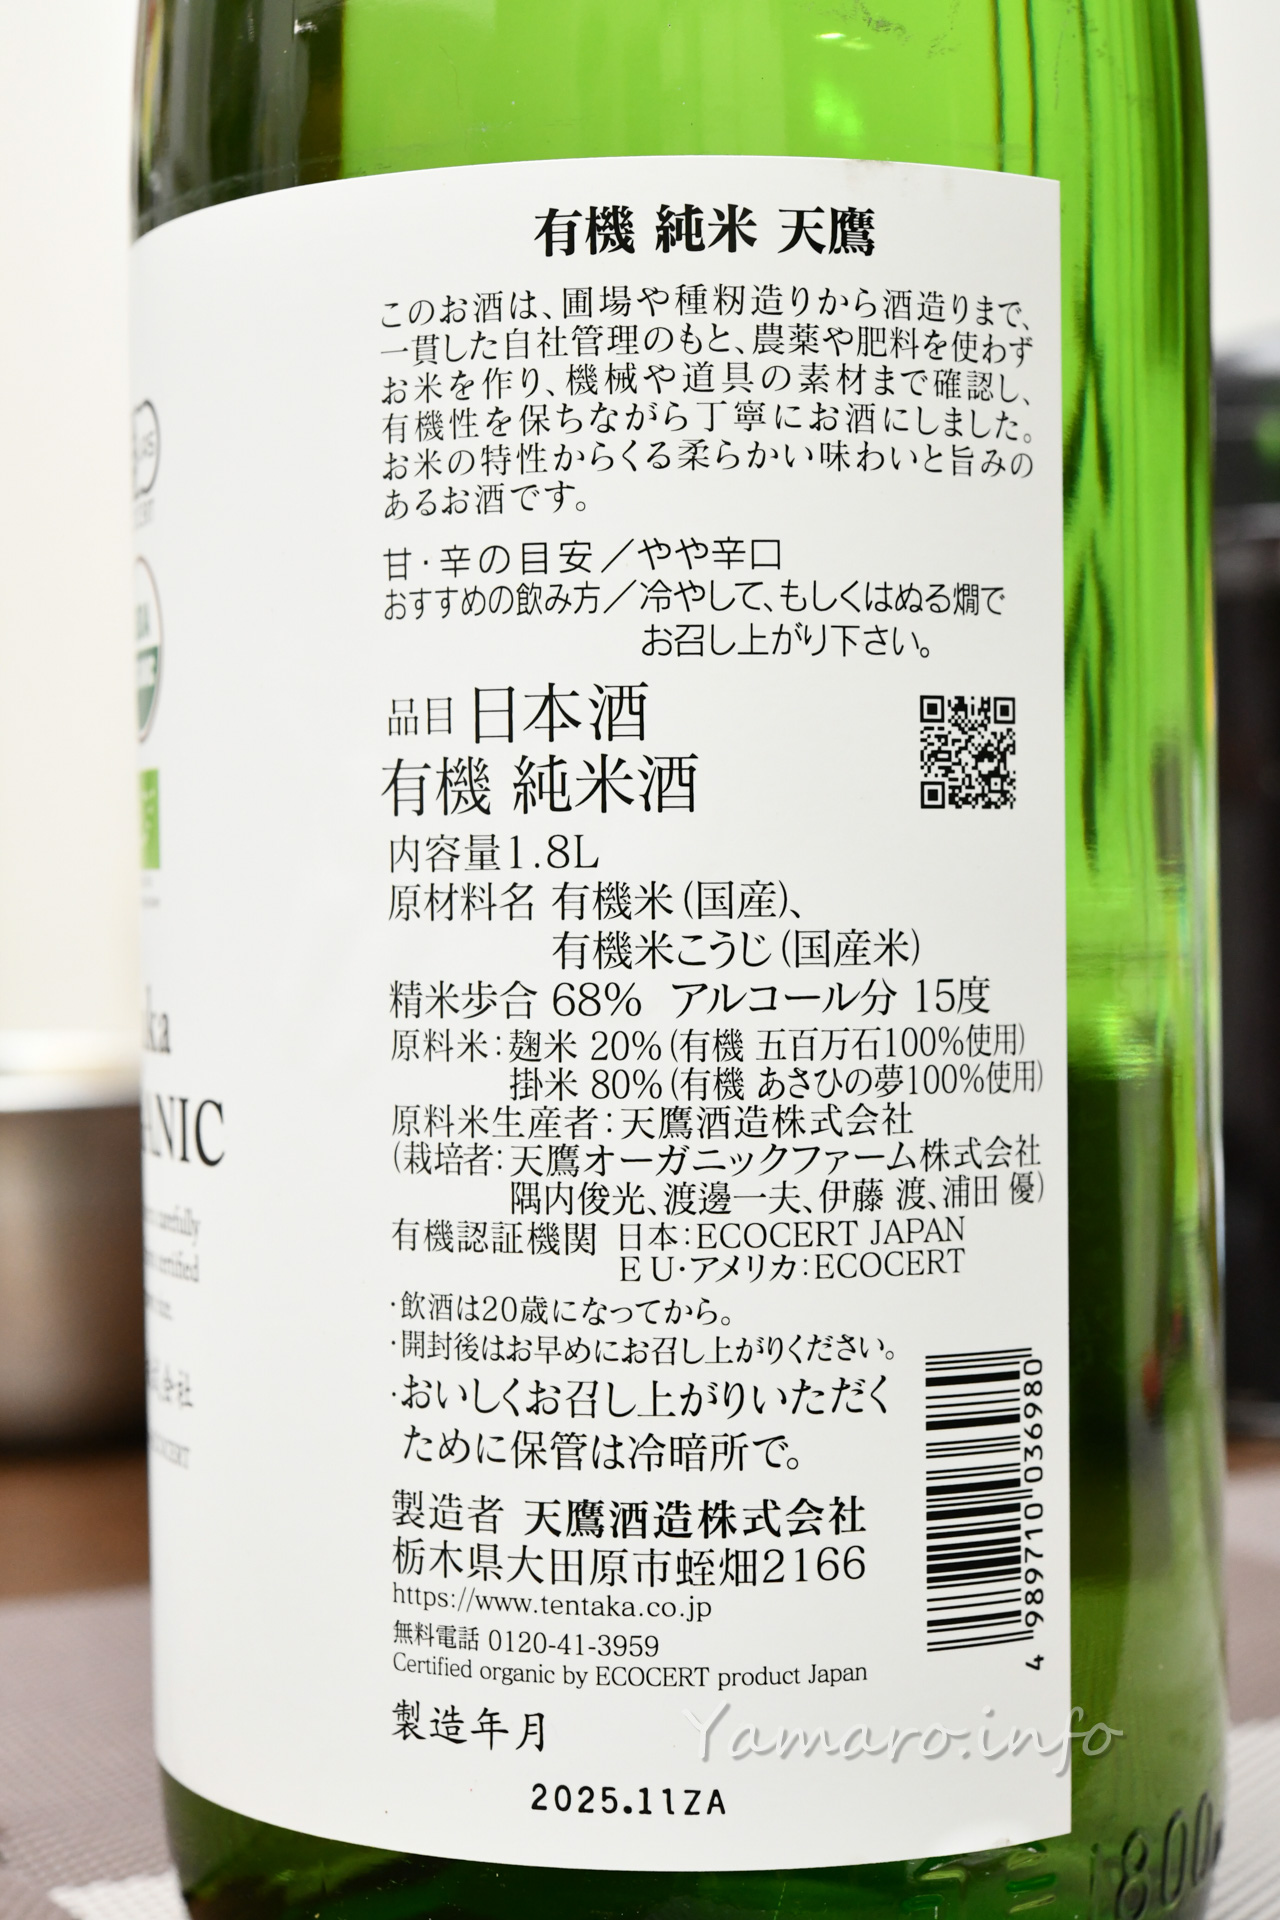 有機 純米 天鷹
このお酒は、圃場や種籾造りから酒造りまで、
一貫した自社管理のもと、農薬や肥料を使わず
お米を作り、機械や道具の素材まで確認し、
有機性を保ちながら丁寧にお酒にしました。
お米の特性からくる柔らかい味わいと旨みの
あるお酒です。
甘・辛の目安／やや辛口
おすすめの飲み方／冷やして、もしくはぬる燗で
お召し上がり下さい。
品目 日本酒
有機 純米酒
内容量1.8L
原材料名 有機米(国産)、
有機米こうじ(国産米)
精米歩合 68% アルコール分 15度
原料米：麹米 20%(有機 五百万石100%使用)
掛米 80%(有機 あさひの夢100%使用)
原料米生産者：天鷹酒造株式会社
(栽培者：天鷹オーガニックファーム株式会社
隅内俊光、渡邊一夫、伊藤 渡、浦田 優)
有機認証機関 日本：ECOCERT JAPAN
EU・アメリカ：ECOCERT
・飲酒は20歳になってから。
・開封後はお早めにお召し上がりください。
・おいしくお召し上がりいただく
ために保管は冷暗所で。
製造者 天鷹酒造株式会社
栃木県大田原市蛭畑2166
https://www.tentaka.co.jp
無料電話 0120-41-3959
Certified organic by ECOCERT product Japan
製造年月
2025.11ZA
4 989710 036980
Yamaro.info
1800